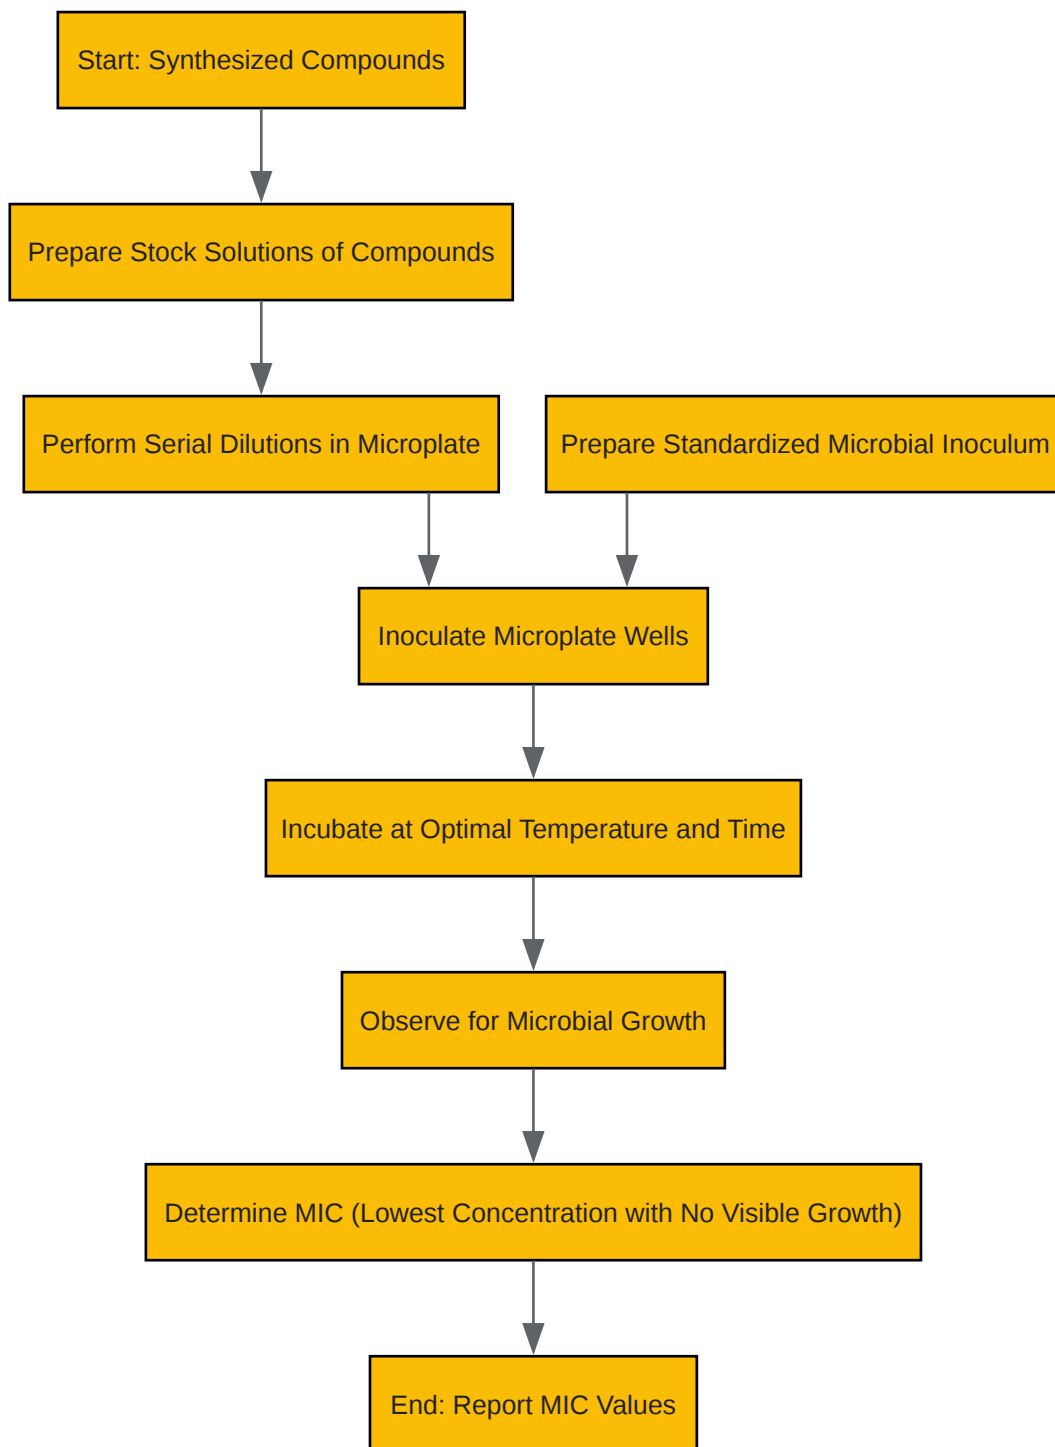 Start: Synthesized Compounds
Prepare Stock Solutions of Compounds
Perform Serial Dilutions in Microplate
Prepare Standardized Microbial Inoculum
Inoculate Microplate Wells
Incubate at Optimal Temperature and Time
Observe for Microbial Growth
Determine MIC (Lowest Concentration with No Visible Growth)
End: Report MIC Values